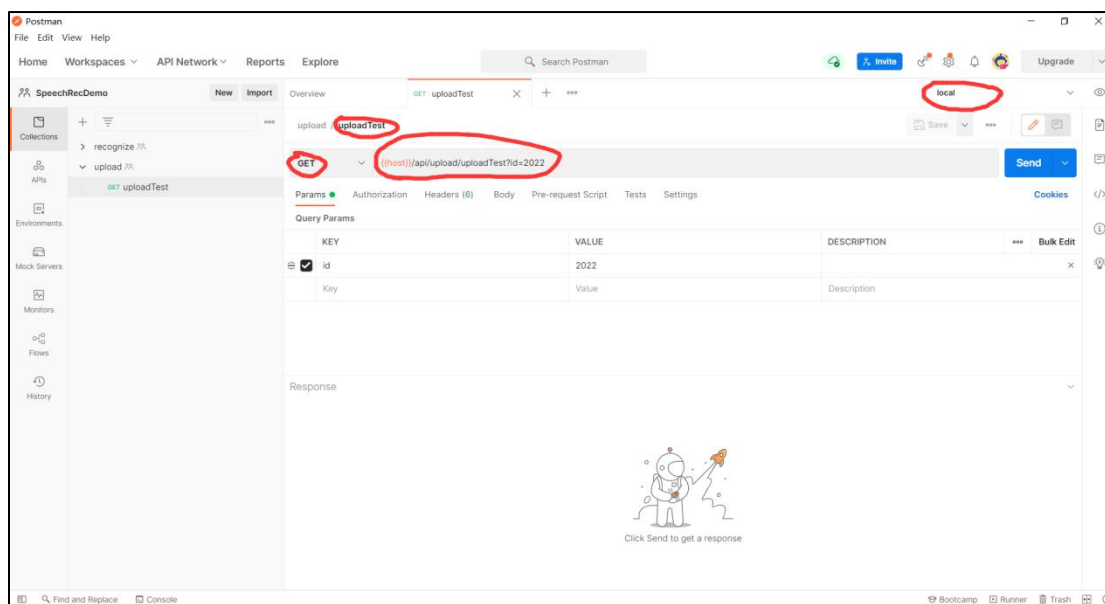 Postman
File Edit View Help
Home Workspaces API Network Reports Explore Search Postman Invite Upgrade
SpeechRecDemo New Import Overview GET uploadTest local
upload / uploadTest Save
Collections
recognize
GET {{host}}/api/upload/uploadTest?id=2022 Send
upload
APIs
GET uploadTest
Params Authorization Headers (6) Body Pre-request Script Tests Settings Cookies
Environments
Query Params
KEY VALUE DESCRIPTION Bulk Edit
Mock Servers
id 2022
Key Value Description
Monitors
Flows
Response
History
Click Send to get a response
Find and Replace Console Bootcamp Runner Trash